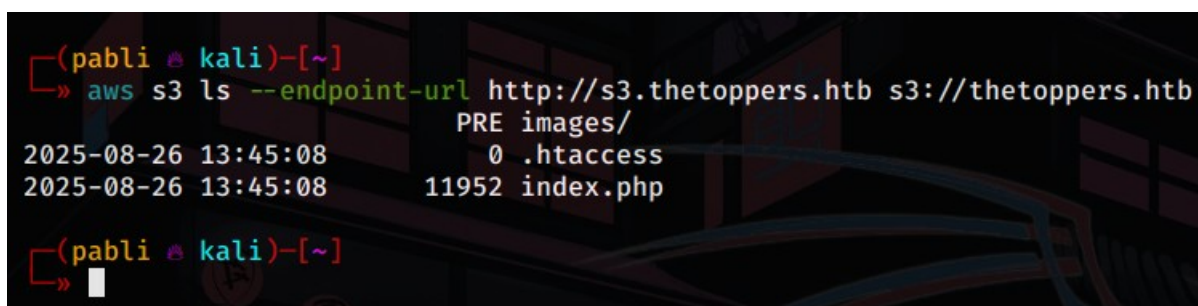 ┌─(pabli 🔥 kali)-[~]
└─» aws s3 ls --endpoint-url http://s3.thetoppers.htb s3://thetoppers.htb
PRE images/
2025-08-26 13:45:08 0 .htaccess
2025-08-26 13:45:08 11952 index.php
┌─(pabli 🔥 kali)-[~]
└─»